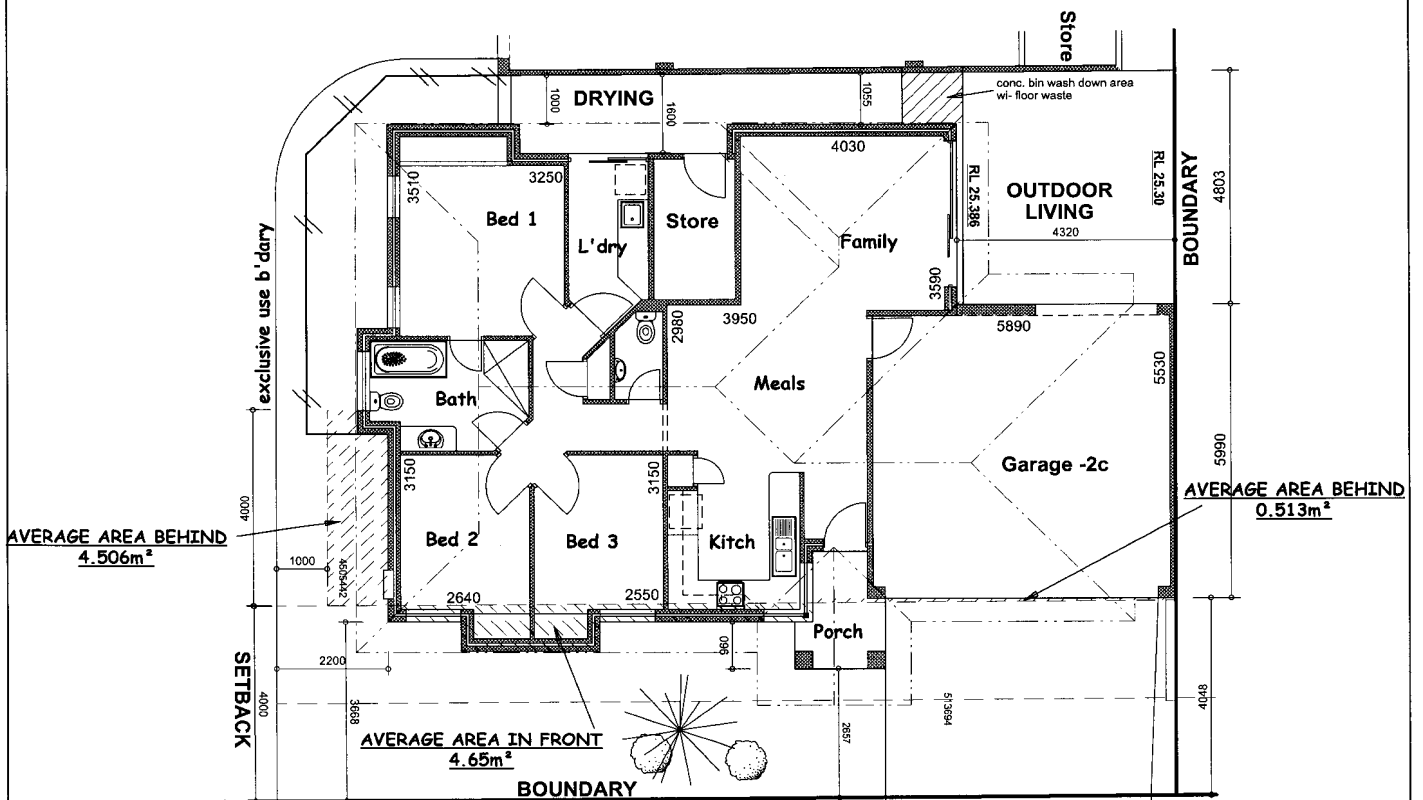 Store
conc. bin wash down area
wi- floor waste
DRYING
1000
1600
1055
4030
3510
3250
Bed 1
L'dry
Store
Family
RL 25.386
OUTDOOR
LIVING
4320
RL 25.30
BOUNDARY
4803
exclusive use b'dary
2980
3950
3590
5890
5530
Meals
Bath
Garage -2c
5990
3150
3150
4000
AVERAGE AREA BEHIND
4.506m²
1000
4505442
Bed 2
Bed 3
Kitch
AVERAGE AREA BEHIND
0.513m²
2640
2550
Porch
960
2200
SETBACK
4000
3668
2657
513694
4048
AVERAGE AREA IN FRONT
4.65m²
BOUNDARY